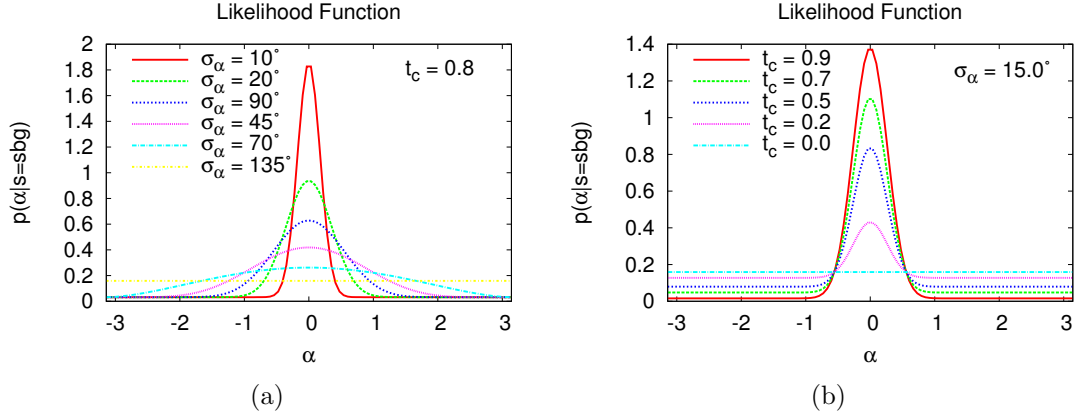 Likelihood Function
p(α|s=sbg)
2
1.8
1.6
1.4
1.2
1
0.8
0.6
0.4
0.2
0
-3 -2 -1 0 1 2 3
α
σα = 10°
σα = 20°
σα = 90°
σα = 45°
σα = 70°
σα = 135°
tc = 0.8
(a)
Likelihood Function
p(α|s=sbg)
1.4
1.2
1
0.8
0.6
0.4
0.2
0
-3 -2 -1 0 1 2 3
α
tc = 0.9
tc = 0.7
tc = 0.5
tc = 0.2
tc = 0.0
σα = 15.0°
(b)